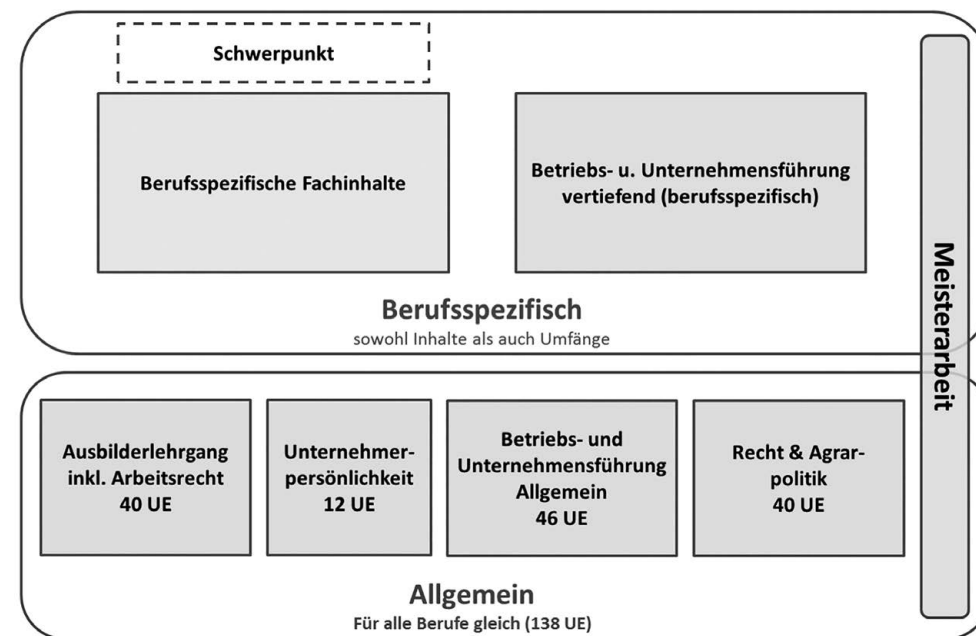 Schwerpunkt
Berufsspezifische Fachinhalte
Betriebs- u. Unternehmensführung
vertiefend (berufsspezifisch)
Berufsspezifisch
sowohl Inhalte als auch Umfänge
Meisterarbeit
Ausbilderlehrgang
inkl. Arbeitsrecht
40 UE
Unternehmer-
persönlichkeit
12 UE
Betriebs- und
Unternehmensführung
Allgemein
46 UE
Recht & Agrar-
politik
40 UE
Allgemein
Für alle Berufe gleich (138 UE)